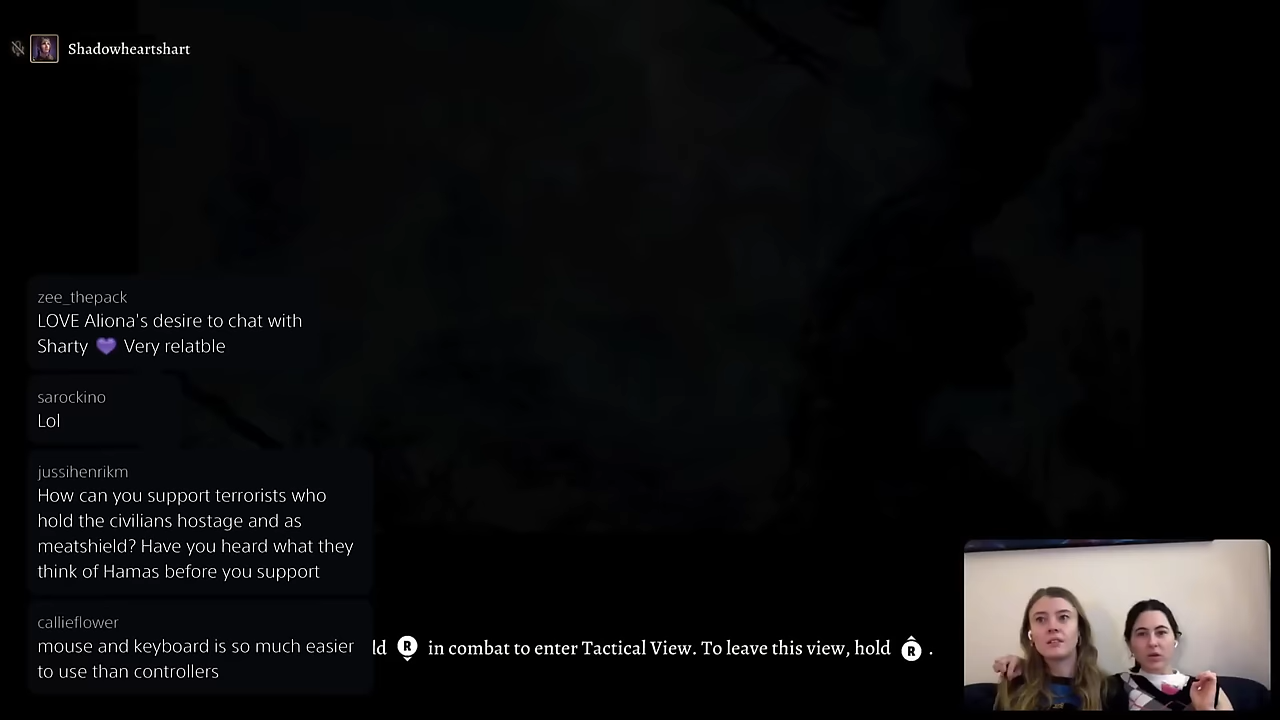 Shadowheartshart
zee_thepack
LOVE Aliona's desire to chat with
Sharty 💜 Very relatble
sarockino
Lol
jussihenrikm
How can you support terrorists who
hold the civilians hostage and as
meatshield? Have you heard what they
think of Hamas before you support
callieflower
mouse and keyboard is so much easier
to use than controllers
ld R in combat to enter Tactical View. To leave this view, hold R .